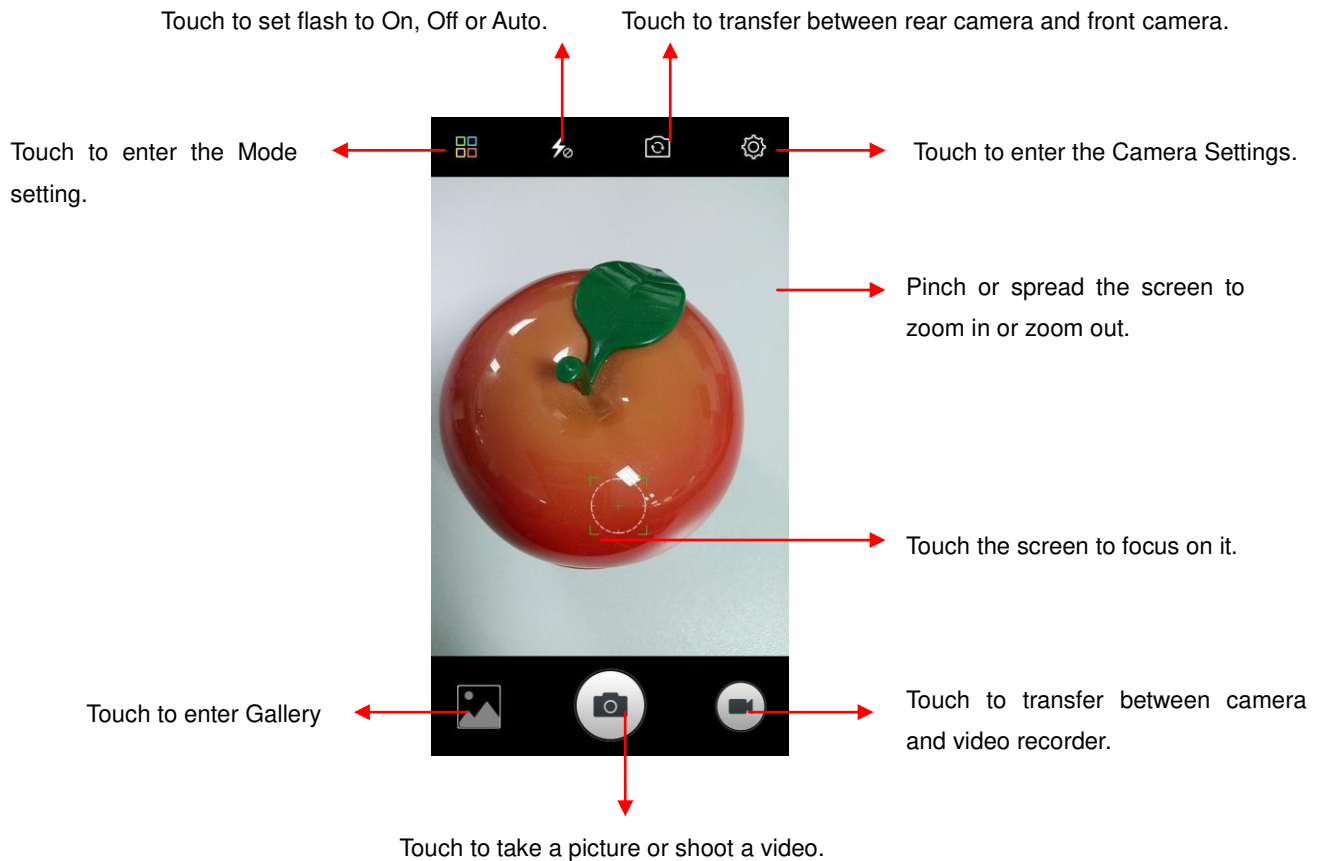 Touch to set flash to On, Off or Auto.
Touch to transfer between rear camera and front camera.
Touch to enter the Mode
setting.
Touch to enter the Camera Settings.
Pinch or spread the screen to
zoom in or zoom out.
Touch the screen to focus on it.
Touch to enter Gallery
Touch to transfer between camera
and video recorder.
Touch to take a picture or shoot a video.